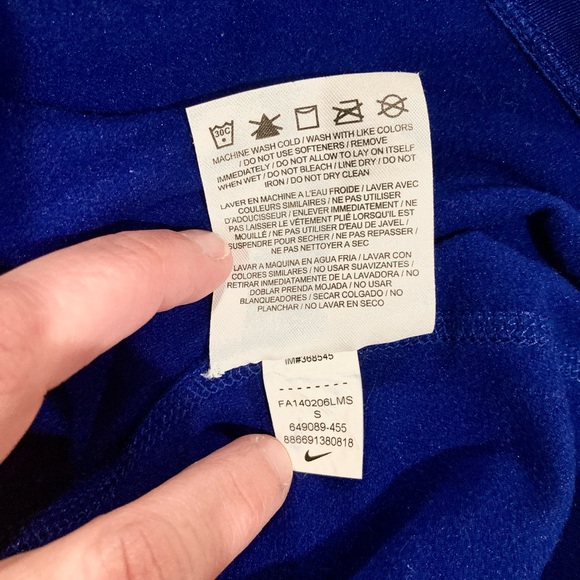 30C
MACHINE WASH COLD / WASH WITH LIKE COLORS
/ DO NOT USE SOFTENERS / REMOVE
IMMEDIATELY / DO NOT ALLOW TO LAY ON ITSELF
WHEN WET / DO NOT BLEACH / LINE DRY / DO NOT
IRON / DO NOT DRY CLEAN
LAVER EN MACHINE A L'EAU FROIDE / LAVER AVEC
COULEURS SIMILAIRES / NE PAS UTILISER
D'ADOUCISSEUR / ENLEVER IMMEDIATEMENT / NE
PAS LAISSER LE VÊTEMENT PLIÉ LORSQU'IL EST
MOUILLÉ / NE PAS UTILISER D'EAU DE JAVEL /
SUSPENDRE POUR SECHER / NE PAS REPASSER /
NE PAS NETTOYER A SEC
LAVAR A MAQUINA EN AGUA FRIA / LAVAR CON
COLORES SIMILARES / NO USAR SUAVIZANTES /
RETIRAR INMEDIATAMENTE DE LA LAVADORA / NO
DOBLAR PRENDA MOJADA / NO USAR
BLANQUEADORES / SECAR COLGADO / NO
PLANCHAR / NO LAVAR EN SECO
IM#368545
FA140206LMS
S
649089-455
886691380818